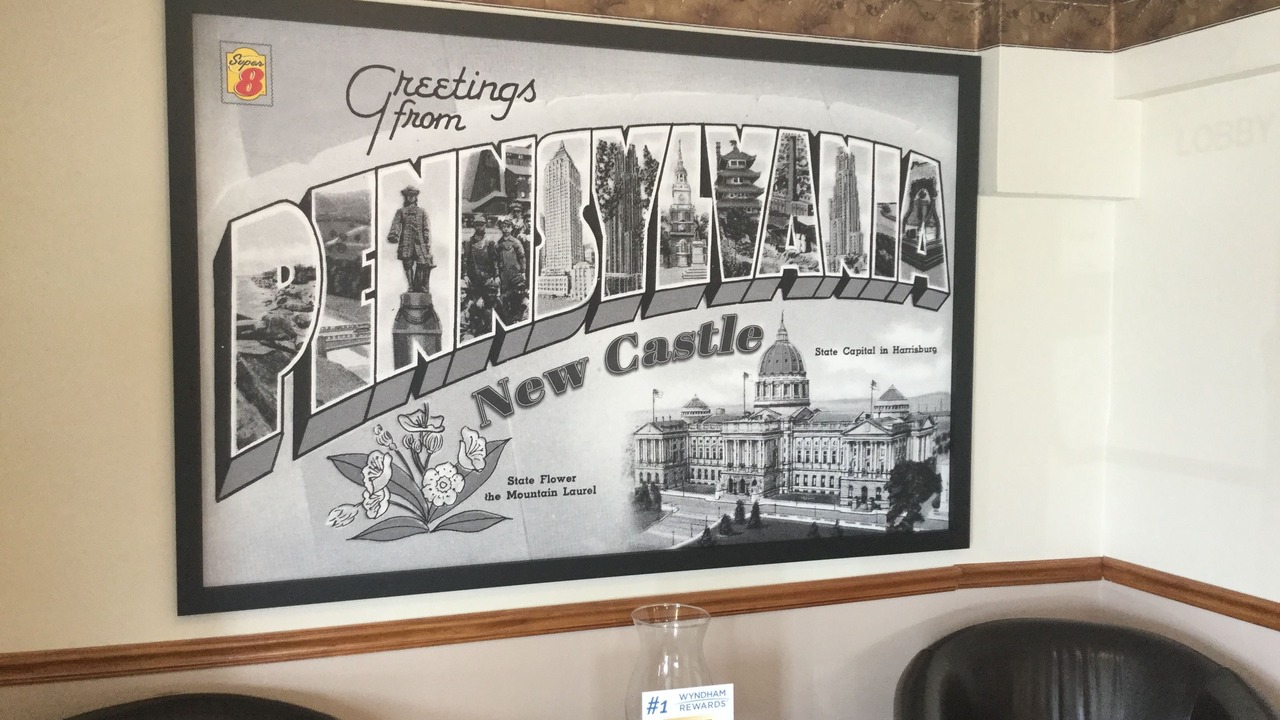 Super
8
Greetings
from
PENNSYLVANIA
New Castle
State Capital in Harrisburg
State Flower
the Mountain Laurel
LOBBY
#1 WYNDHAM
REWARDS